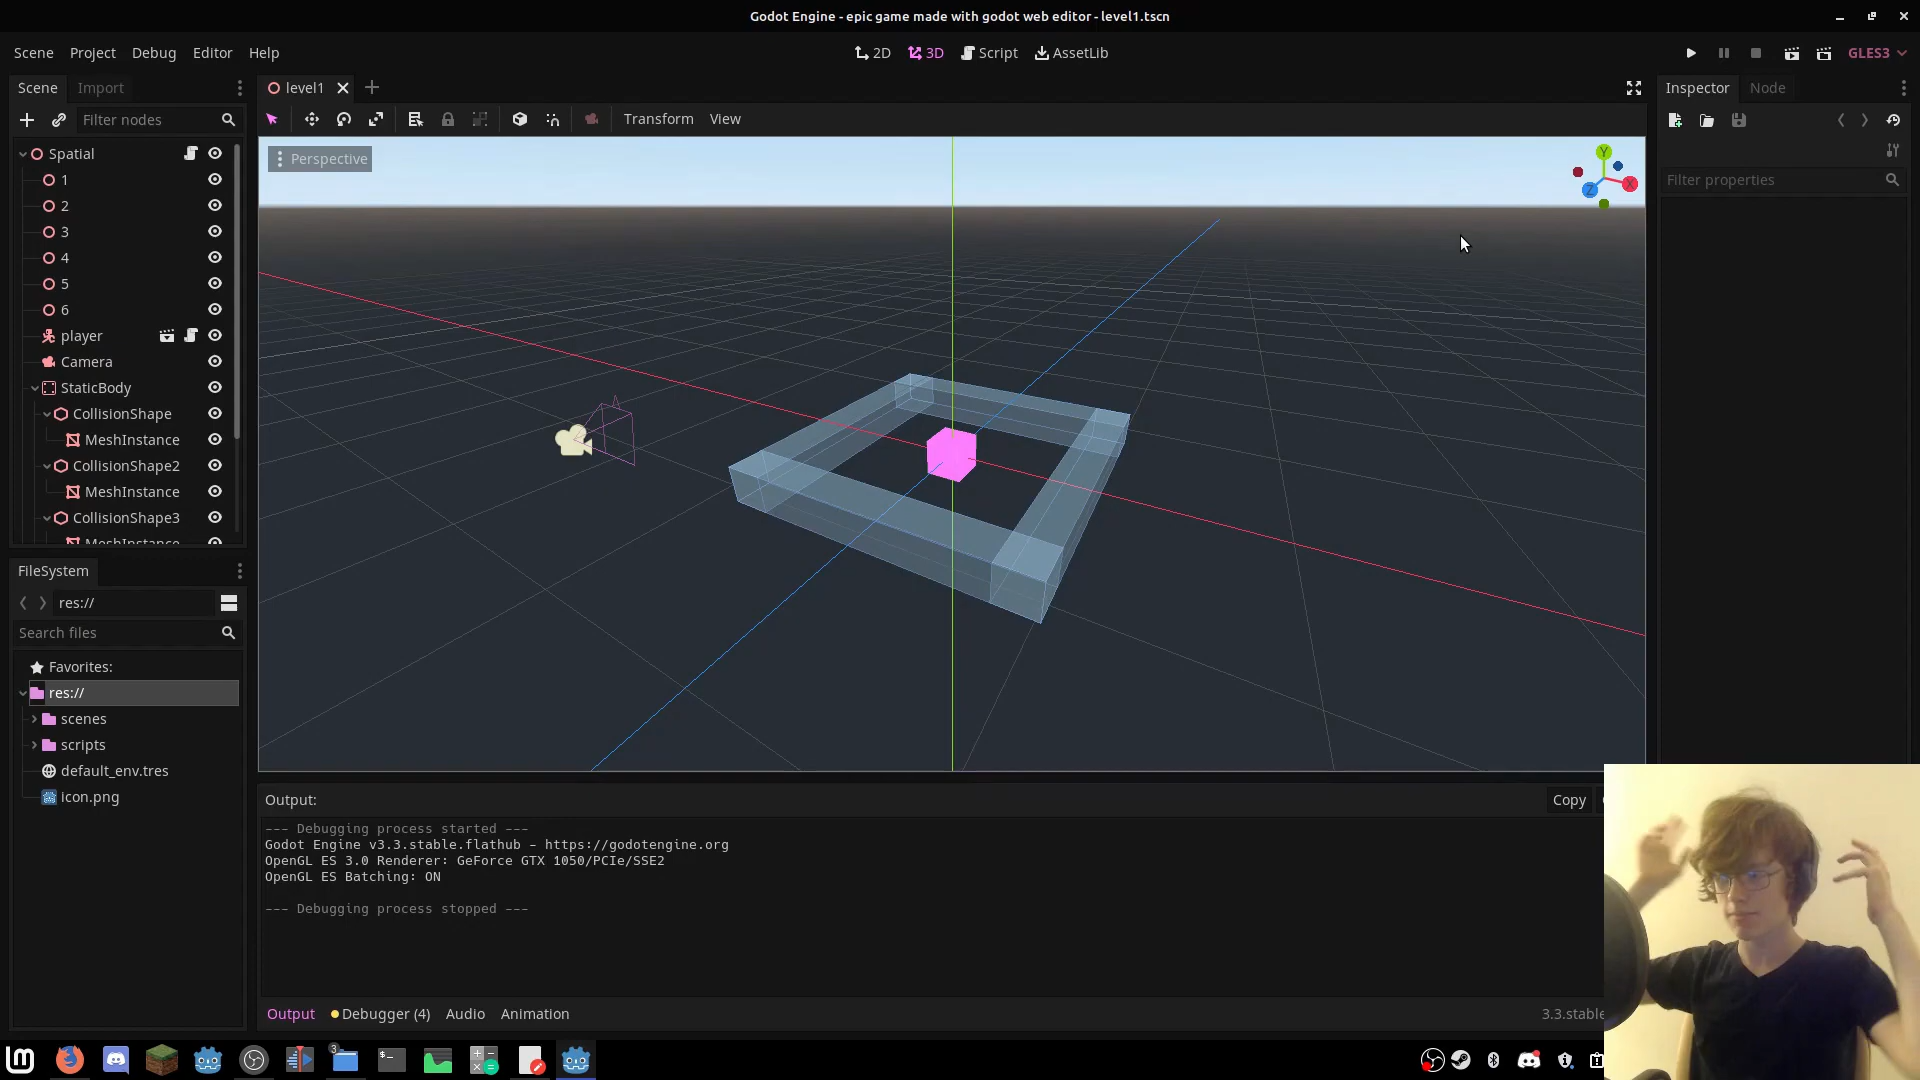 Godot Engine - epic game made with godot web editor - level1.tscn
Scene Project Debug Editor Help
2D 3D Script AssetLib
GLES3
Scene Import
level1
Inspector Node
Filter nodes
Transform View
Perspective
Y
X
Z
Filter properties
Spatial
1
2
3
4
5
6
player
Camera
StaticBody
CollisionShape
MeshInstance
CollisionShape2
MeshInstance
CollisionShape3
MeshInstance
FileSystem
res://
Search files
Favorites:
res://
scenes
scripts
default_env.tres
icon.png
Output:
Copy
--- Debugging process started ---
Godot Engine v3.3.stable.flathub - https://godotengine.org
OpenGL ES 3.0 Renderer: GeForce GTX 1050/PCIe/SSE2
OpenGL ES Batching: ON
--- Debugging process stopped ---
Output Debugger (4) Audio Animation
3.3.stable
3